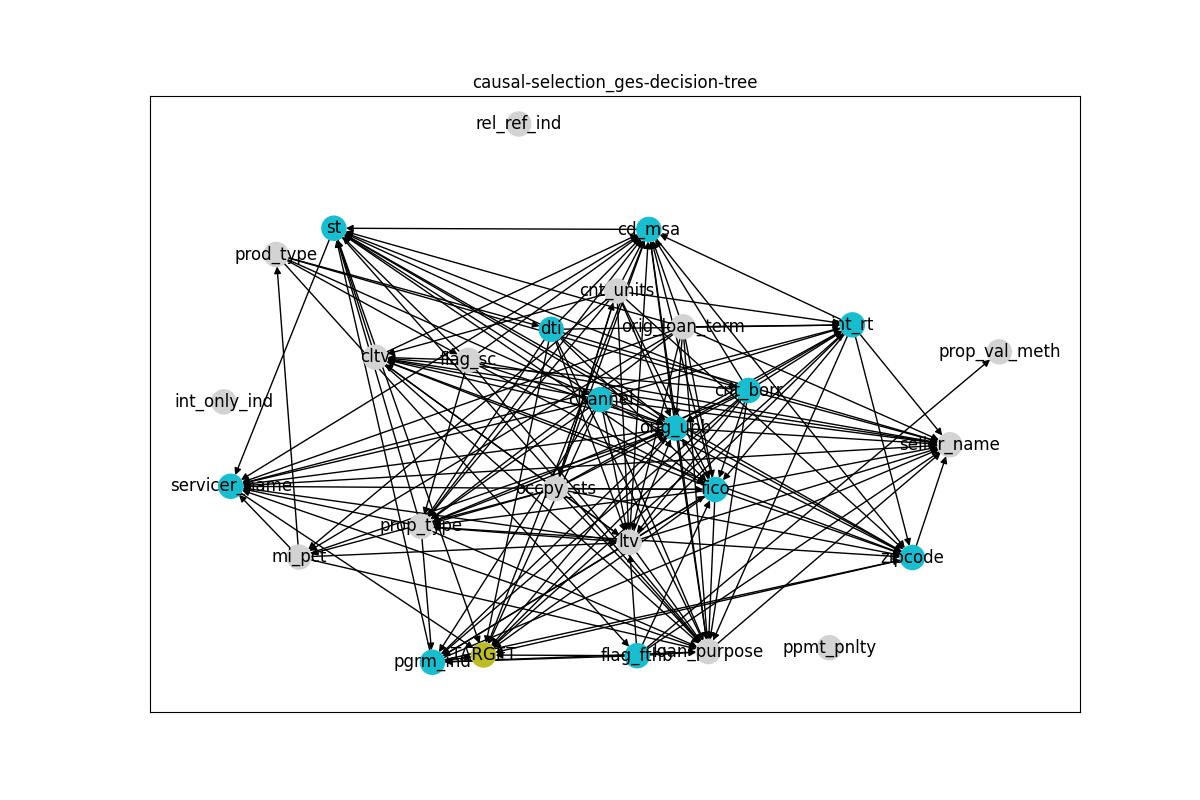 causal-selection_ges-decision-tree
rel_ref_ind
st
cd_msa
prod_type
cnt_units
dti
orig_loan_term
int_rt
prop_val_meth
cltv
flag_sc
cnt_borr
int_only_ind
channel
orig_upb
seller_name
servicer_name
occpy_sts
fico
prop_type
ltv
mi_pct
zipcode
pgrm_ind
TARGET
flag_fthb
loan_purpose
ppmt_pnlty